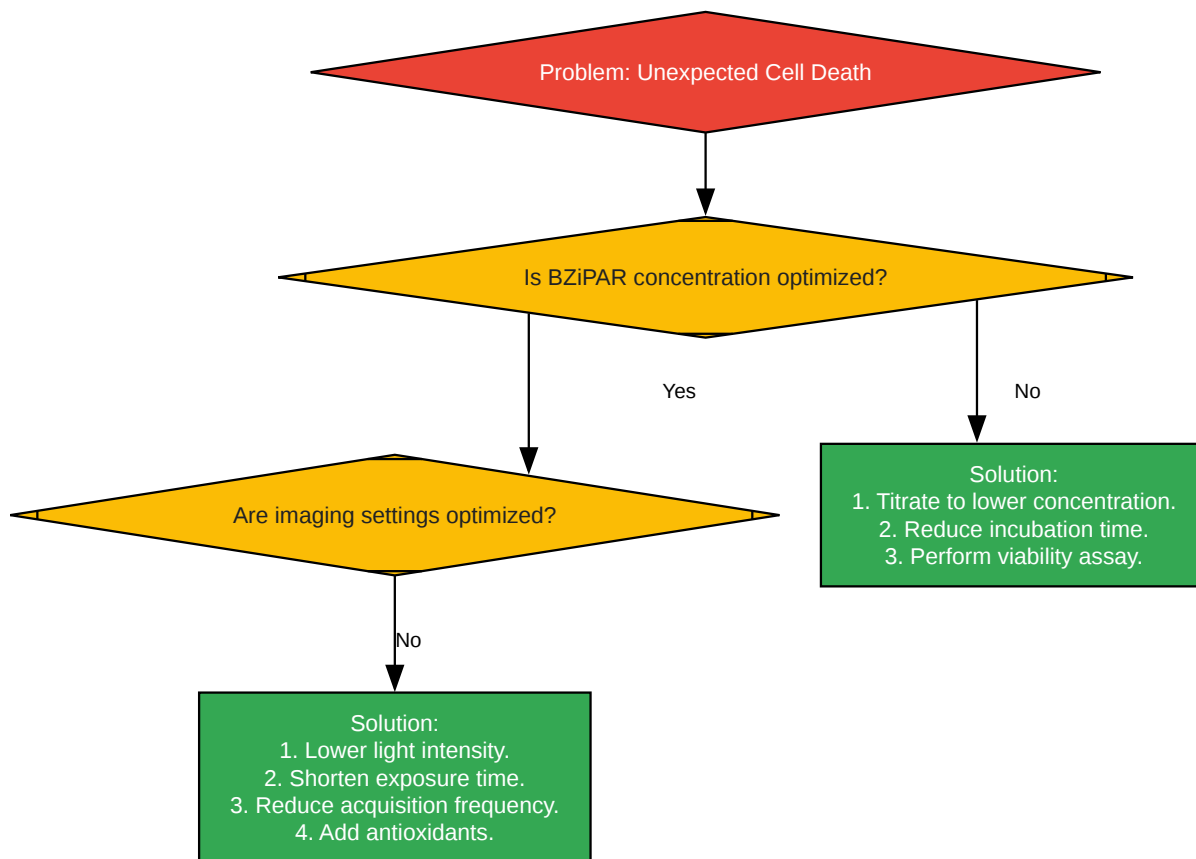 Problem: Unexpected Cell Death
Is BZiPAR concentration optimized?
Yes
No
Are imaging settings optimized?
Solution:
1. Titrate to lower concentration.
2. Reduce incubation time.
3. Perform viability assay.
No
Solution:
1. Lower light intensity.
2. Shorten exposure time.
3. Reduce acquisition frequency.
4. Add antioxidants.